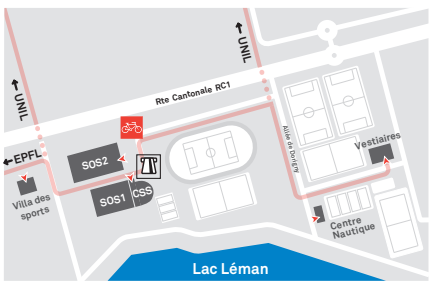 UNIL
UNIL
Rte Cantonale RC1
EPFL
SOS2
Allée de Dorigny
Vestiaires
Villa des
sports
SOS1
CSS
Centre
Nautique
Lac Léman